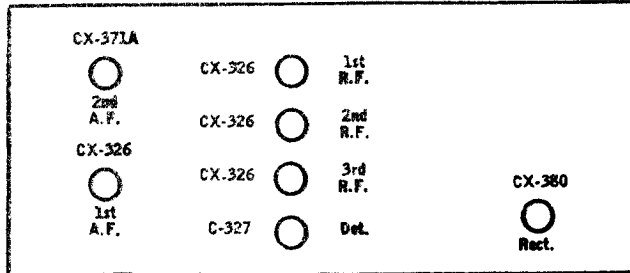 CX-371A
2nd
A.F.
CX-326
1st
A.F.
CX-326
1st
R.F.
CX-326
2nd
R.F.
CX-326
3rd
R.F.
C-327
Det.
CX-380
Rect.